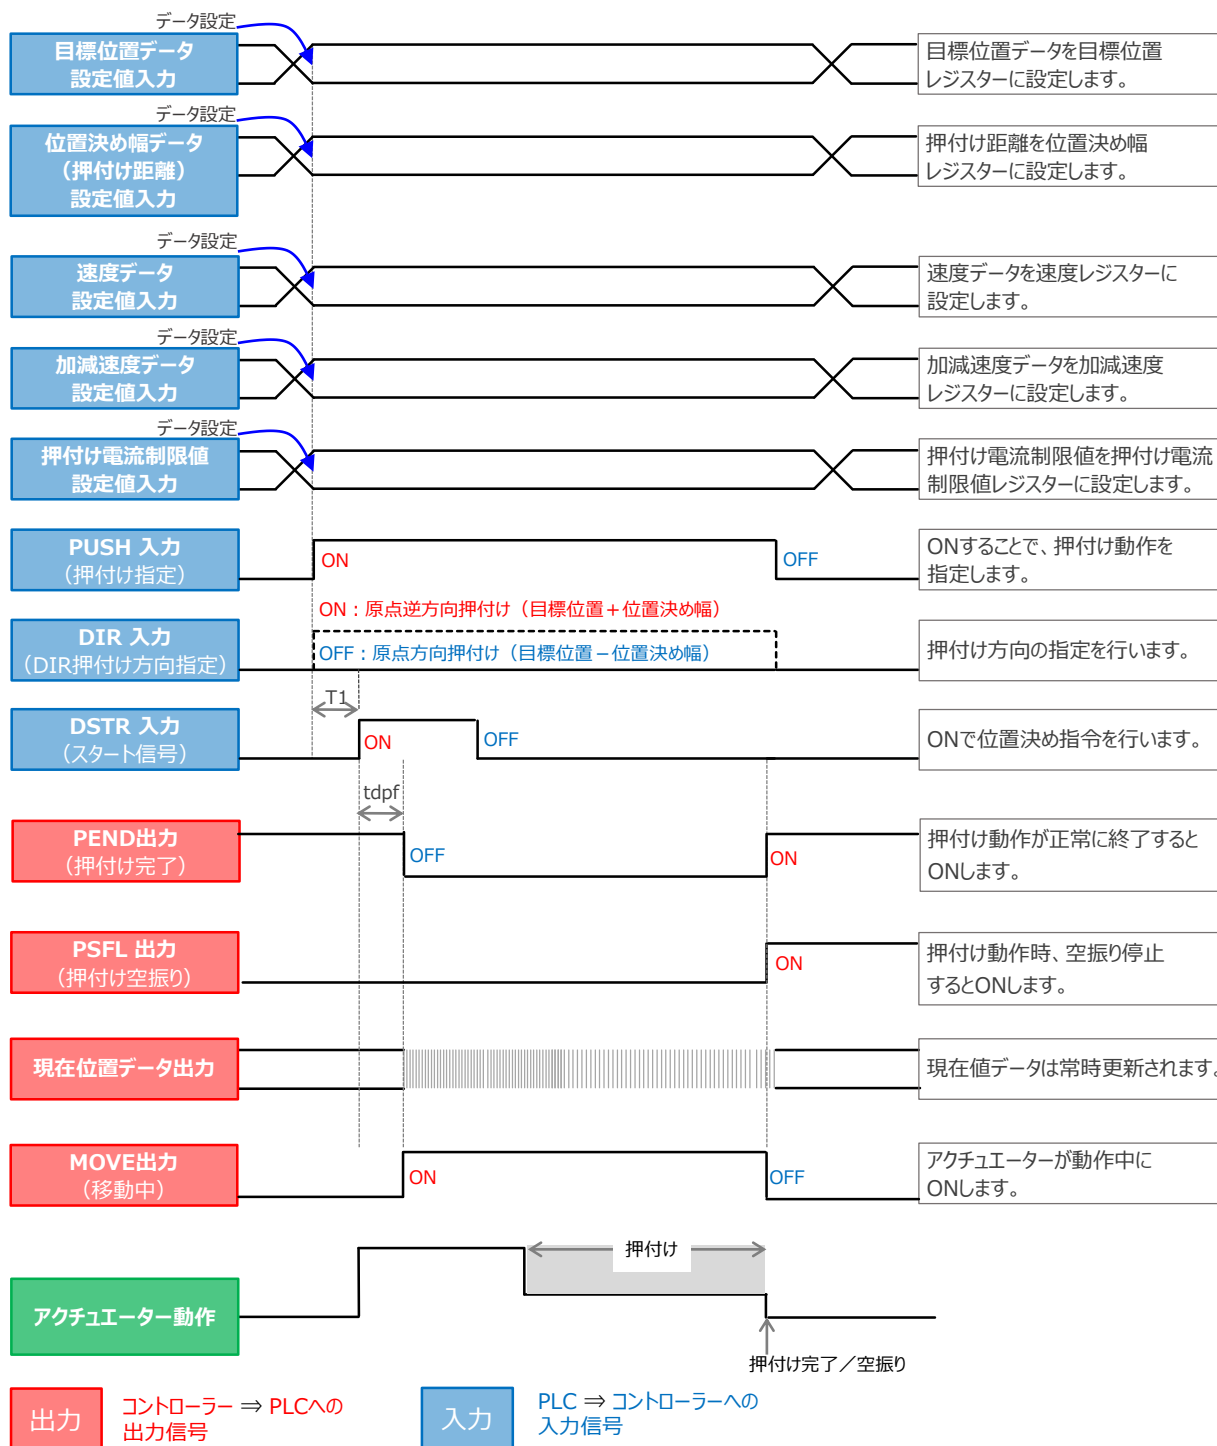 データ設定
目標位置データ
設定値入力
目標位置データを目標位置
レジスターに設定します。
データ設定
位置決め幅データ
（押付け距離）
設定値入力
押付け距離を位置決め幅
レジスターに設定します。
データ設定
速度データ
設定値入力
速度データを速度レジスターに
設定します。
データ設定
加減速度データ
設定値入力
加減速度データを加減速度
レジスターに設定します。
データ設定
押付け電流制限値
設定値入力
押付け電流制限値を押付け電流
制限値レジスターに設定します。
PUSH 入力
（押付け指定）
ON
OFF
ONすることで、押付け動作を
指定します。
ON：原点逆方向押付け（目標位置＋位置決め幅）
DIR 入力
（DIR押付け方向指定）
OFF：原点方向押付け（目標位置－位置決め幅）
押付け方向の指定を行います。
T1
DSTR 入力
（スタート信号）
ON
OFF
ONで位置決め指令を行います。
tdpf
PEND出力
（押付け完了）
OFF
ON
押付け動作が正常に終了すると
ONします。
PSFL 出力
（押付け空振り）
ON
押付け動作時、空振り停止
するとONします。
現在位置データ出力
現在値データは常時更新されます。
MOVE出力
（移動中）
ON
OFF
アクチュエーターが動作中に
ONします。
押付け
アクチュエーター動作
押付け完了／空振り
出力
コントローラー ⇒ PLCへの
出力信号
入力
PLC ⇒ コントローラーへの
入力信号